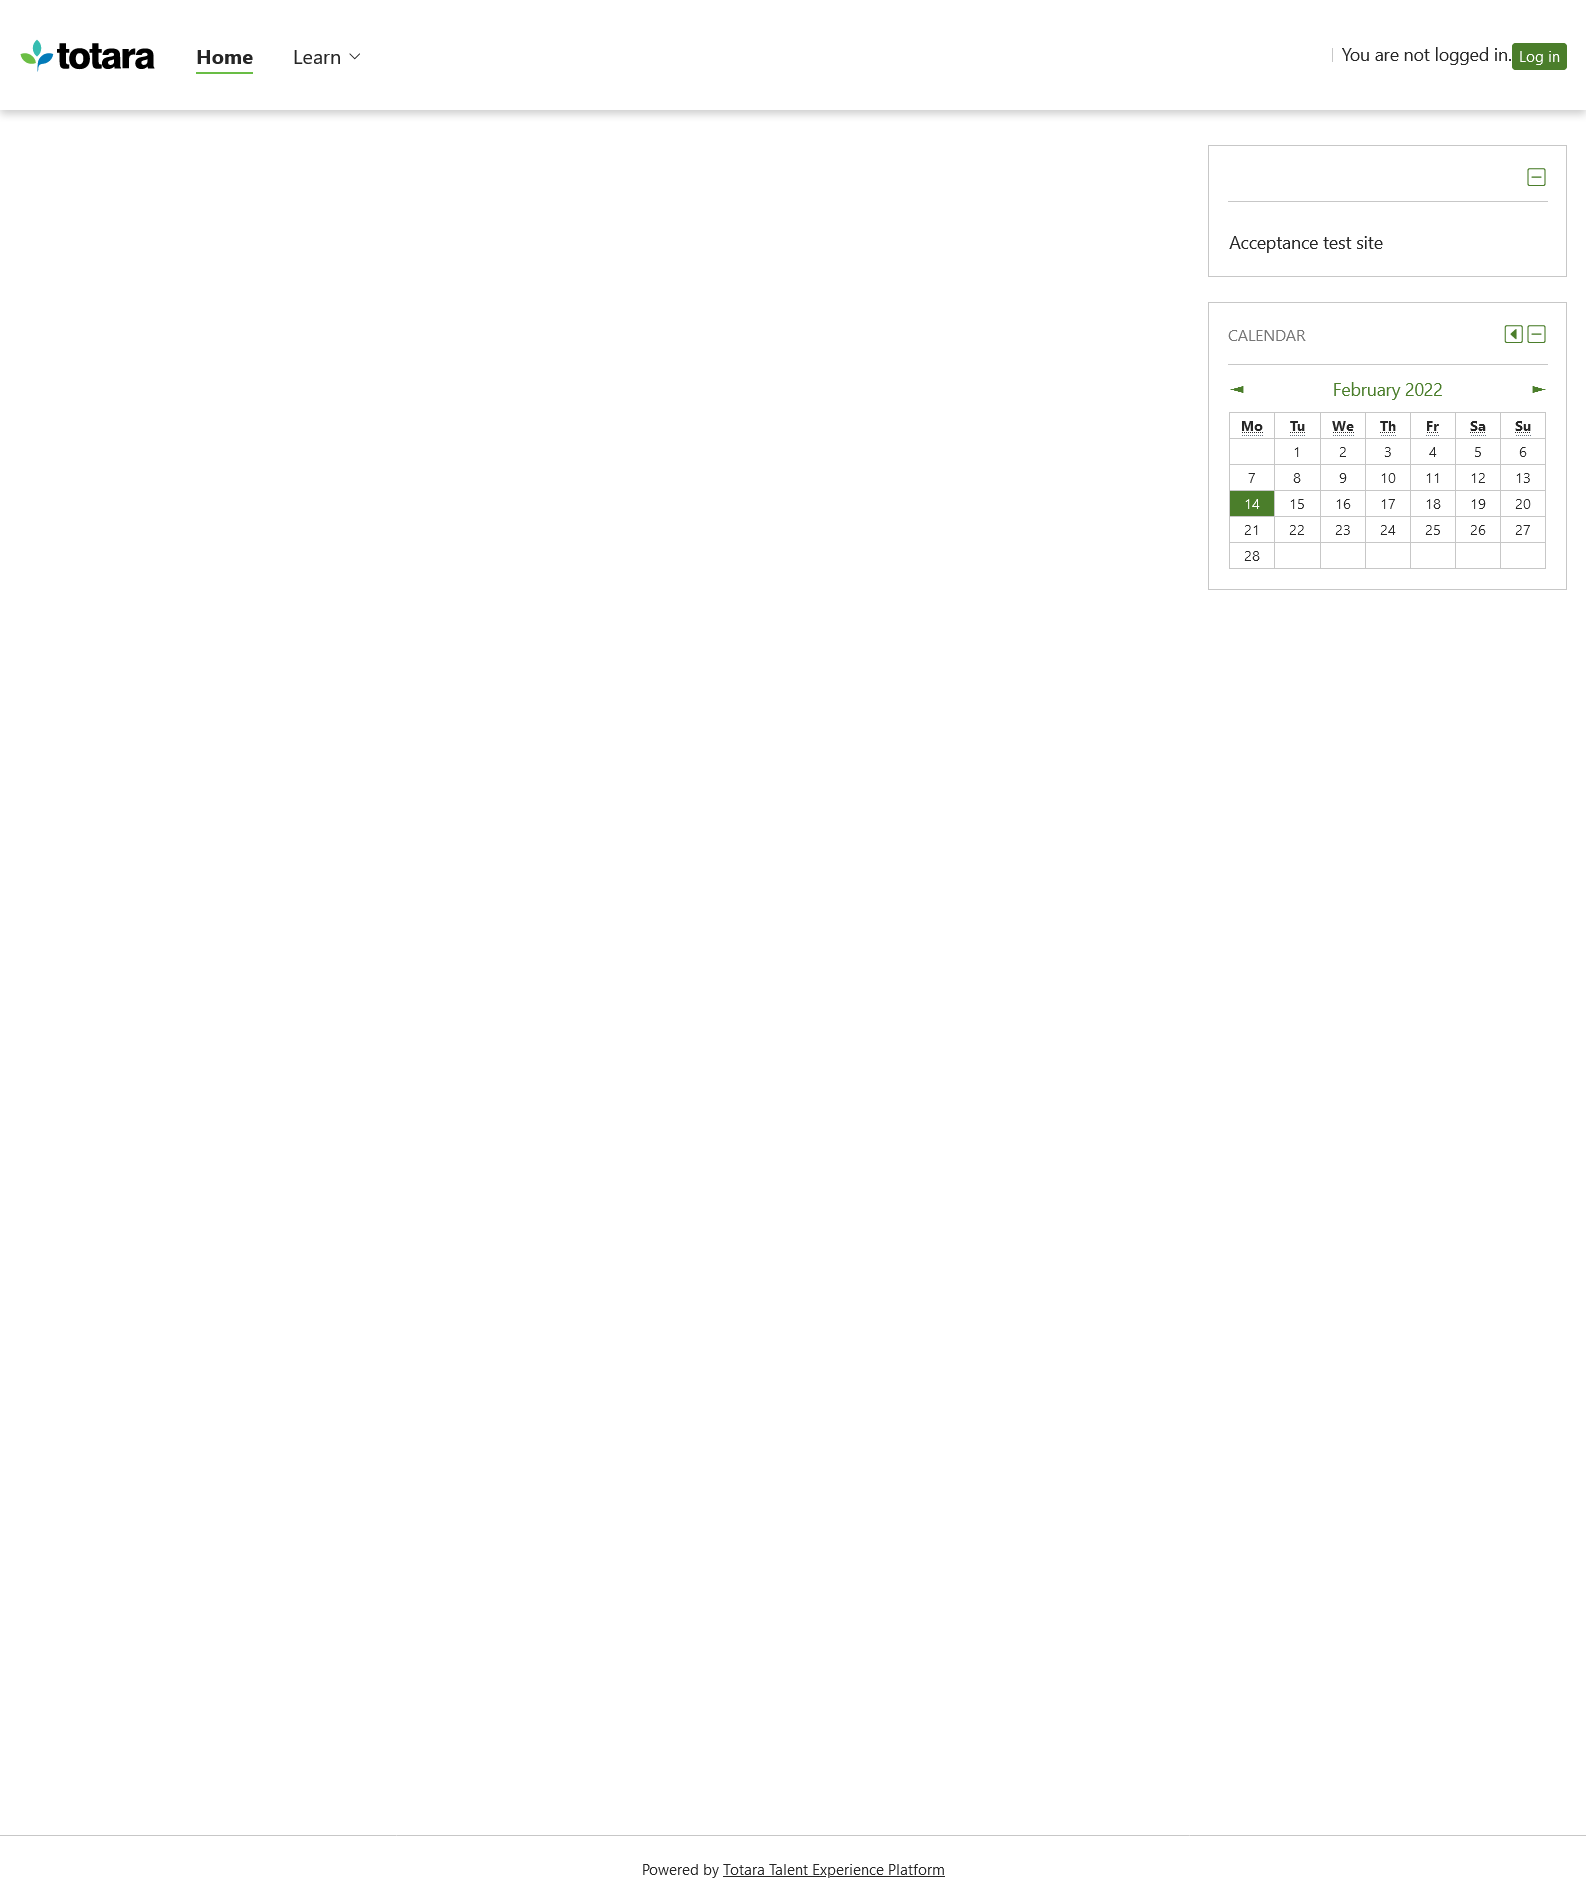 totara
Home
Learn
You are not logged in.
Log in
Acceptance test site
CALENDAR
February 2022
Mo Tu We Th Fr Sa Su
1 2 3 4 5 6
7 8 9 10 11 12 13
14 15 16 17 18 19 20
21 22 23 24 25 26 27
28
Powered by Totara Talent Experience Platform